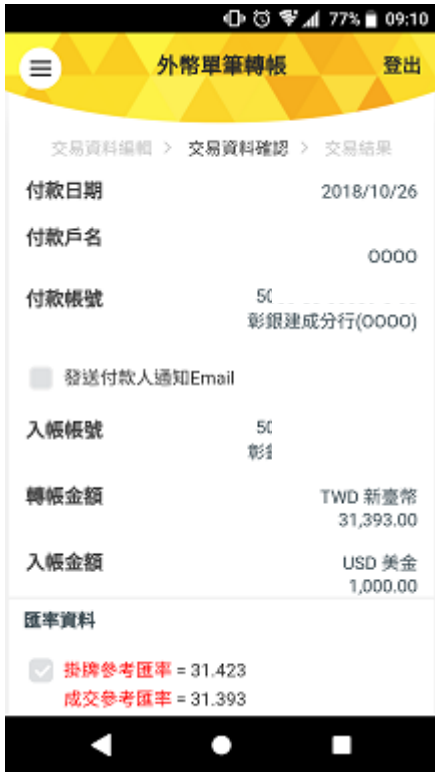 77% 09:10
外幣單筆轉帳 登出
交易資料編輯 > 交易資料確認 > 交易結果
付款日期 2018/10/26
付款戶名
OOOO
付款帳號 50
彰銀建成分行(OOOO)
發送付款人通知Email
入帳帳號 50
彰
轉帳金額 TWD 新臺幣
31,393.00
入帳金額 USD 美金
1,000.00
匯率資料
掛牌參考匯率 = 31.423
成交參考匯率 = 31.393